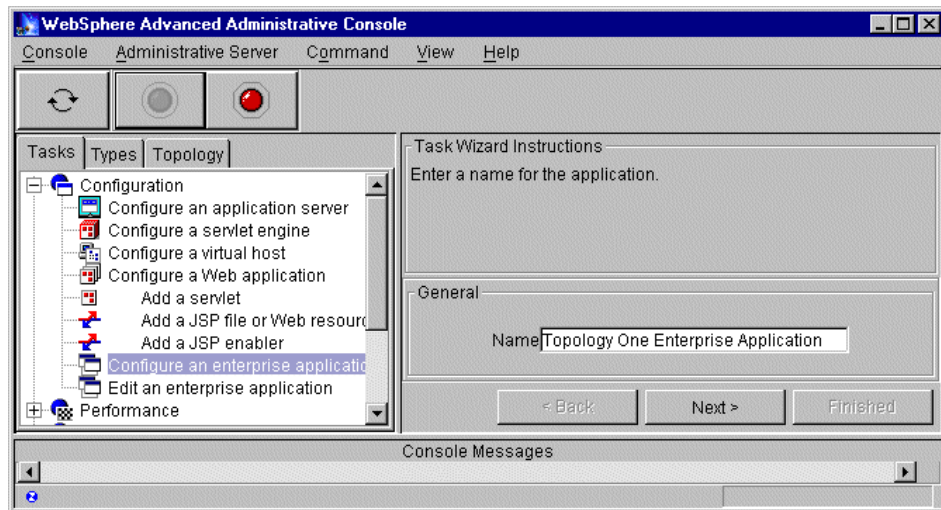 WebSphere Advanced Administrative Console
Console Administrative Server Command View Help
Tasks Types Topology
Configuration
Configure an application server
Configure a servlet engine
Configure a virtual host
Configure a Web application
Add a servlet
Add a JSP file or Web resourc
Add a JSP enabler
Configure an enterprise applicatio
Edit an enterprise application
Performance
Task Wizard Instructions
Enter a name for the application.
General
Name Topology One Enterprise Application
< Back Next > Finished
Console Messages